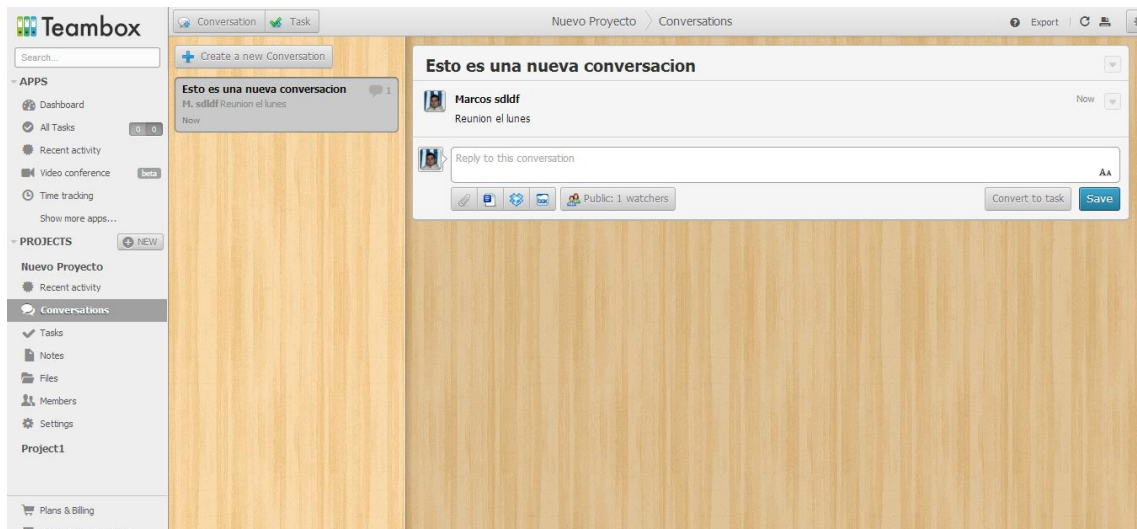 Teambox
Conversation Task
Nuevo Proyecto Conversations
Export
Search...
APPS
Dashboard
All Tasks 0 0
Recent activity
Video conference beta
Time tracking
Show more apps...
PROJECTS NEW
Nuevo Proyecto
Recent activity
Conversations
Tasks
Notes
Files
Members
Settings
Project1
Plans & Billing
Create a new Conversation
Esto es una nueva conversacion 1
M. sdldf Reunion el lunes
Now
Esto es una nueva conversacion
Marcos sdldf Now
Reunion el lunes
Reply to this conversation
AA
Public: 1 watchers
Convert to task Save